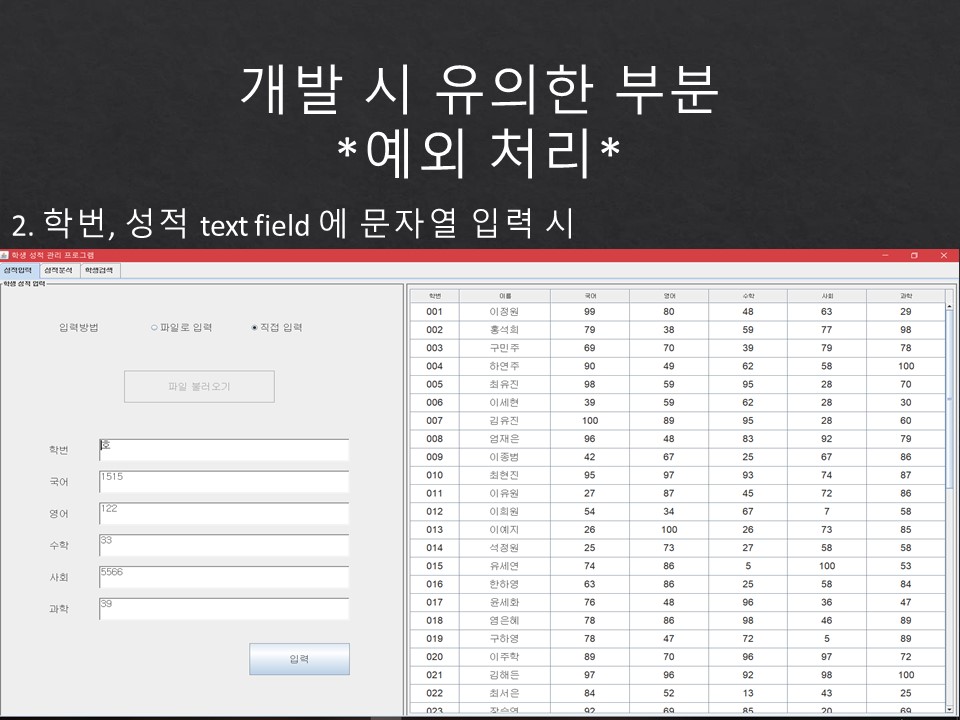 개발 시 유의한 부분
*예외 처리*
2. 학번, 성적 text field 에 문자열 입력 시
학생 성적 관리 프로그램
성적입력 성적분석 학생검색
학생 성적 입력
입력방법 파일로 입력 직접 입력
파일 불러오기
학번 호
국어 1515
영어 122
수학 33
사회 5566
과학 39
입력
학번 이름 국어 영어 수학 사회 과학
001 이정원 99 80 48 63 29
002 홍석희 79 38 59 77 98
003 구민주 69 70 39 79 78
004 하연주 90 49 62 58 100
005 최유진 98 59 95 28 70
006 이세현 39 59 62 28 30
007 김유진 100 89 95 28 60
008 엄재은 96 48 83 92 79
009 이종범 42 67 25 67 86
010 최현진 95 97 93 74 87
011 이유원 27 87 45 72 86
012 이희원 54 34 67 7 58
013 이예지 26 100 26 73 85
014 석정원 25 73 27 58 58
015 유세연 74 86 5 100 53
016 한하영 63 86 25 58 84
017 윤세화 76 48 96 36 47
018 염은혜 78 86 98 46 89
019 구하영 78 47 72 5 89
020 이주학 89 70 96 97 72
021 김해든 97 96 92 98 100
022 최서은 84 52 13 43 25
023 장승연 92 69 85 20 69